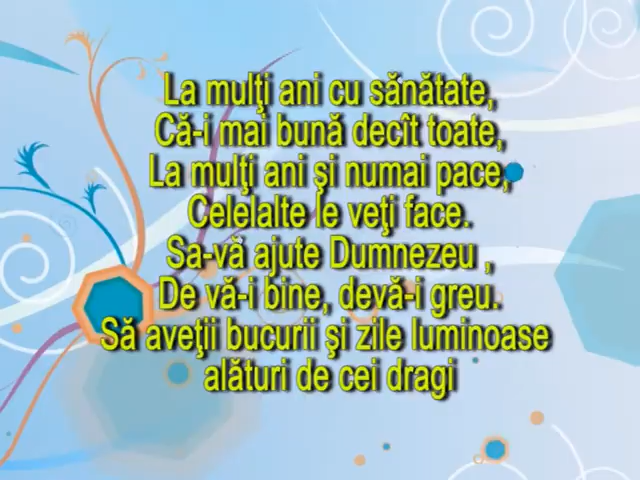 La mulţi ani cu sănătate,
Că-i mai bună decît toate,
La mulţi ani şi numai pace,
Celelalte le veţi face.
Sa-vă ajute Dumnezeu ,
De vă-i bine, devă-i greu.
Să aveţii bucurii şi zile luminoase
alături de cei dragi